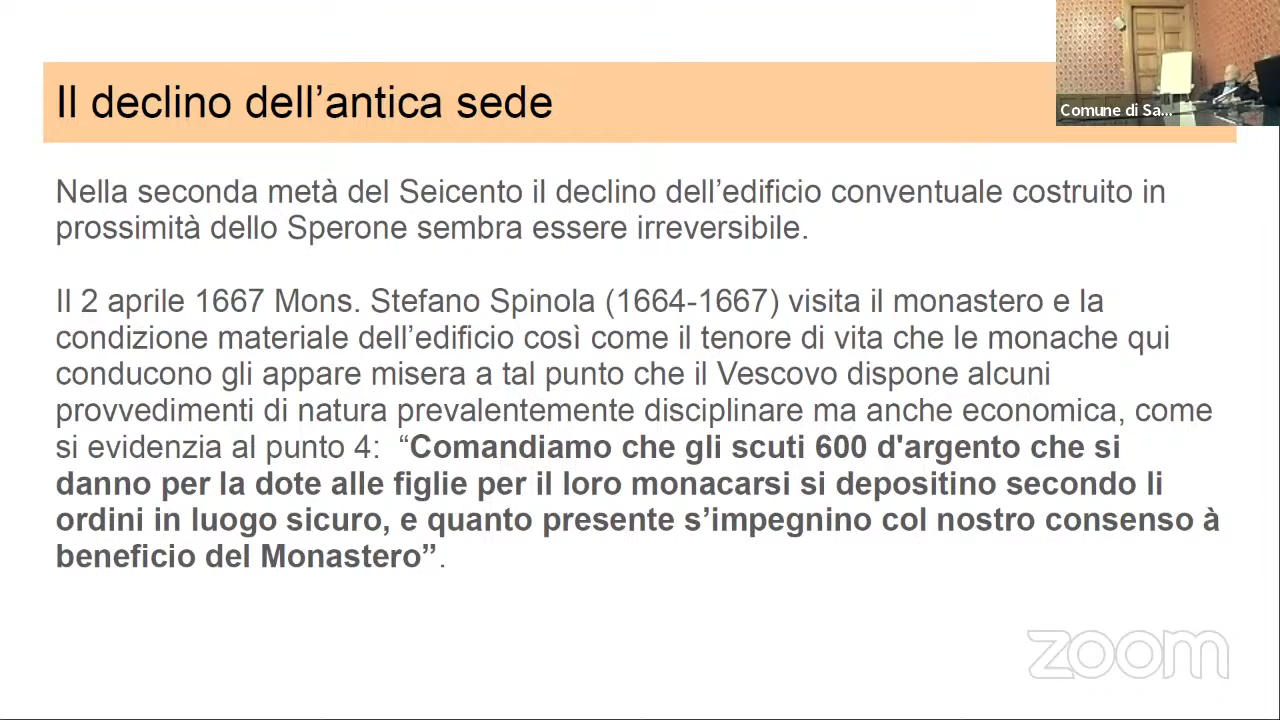 Il declino dell’antica sede
Comune di Sa...
Nella seconda metà del Seicento il declino dell’edificio conventuale costruito in
prossimità dello Sperone sembra essere irreversibile.
Il 2 aprile 1667 Mons. Stefano Spinola (1664-1667) visita il monastero e la
condizione materiale dell’edificio così come il tenore di vita che le monache qui
conducono gli appare misera a tal punto che il Vescovo dispone alcuni
provvedimenti di natura prevalentemente disciplinare ma anche economica, come
si evidenzia al punto 4:  “Comandiamo che gli scuti 600 d'argento che si
danno per la dote alle figlie per il loro monacarsi si depositino secondo li
ordini in luogo sicuro, e quanto presente s’impegnino col nostro consenso à
beneficio del Monastero”.
zoom